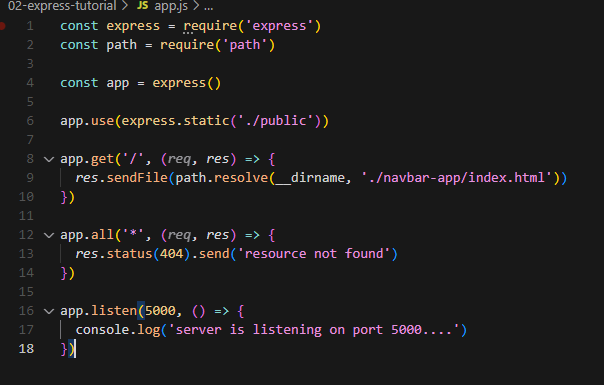 02-express-tutorial > JS app.js > ...
1 const express = require('express')
2 const path = require('path')
3
4 const app = express()
5
6 app.use(express.static('./public'))
7
8 app.get('/', (req, res) => {
9 res.sendFile(path.resolve(__dirname, './navbar-app/index.html'))
10 })
11
12 app.all('*', (req, res) => {
13 res.status(404).send('resource not found')
14 })
15
16 app.listen(5000, () => {
17 console.log('server is listening on port 5000....')
18 })